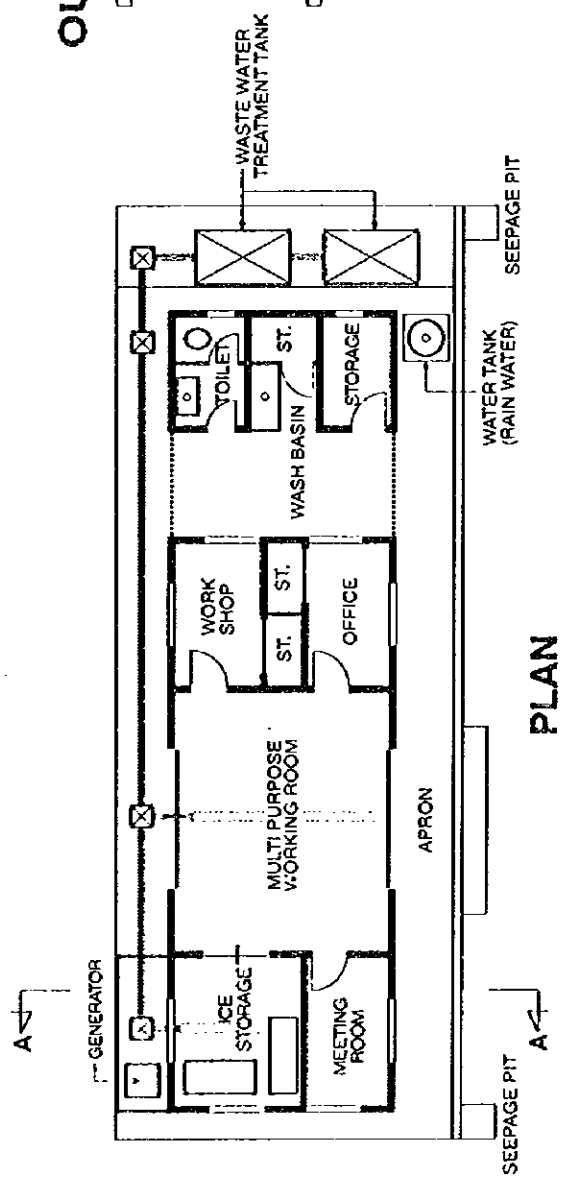 OU
A
GENERATOR
ICE
STORAGE
MEETING
ROOM
MULTI PURPOSE
WORKING ROOM
WORK
SHOP
ST.
ST.
OFFICE
TOILET
WASH BASIN
ST.
STORAGE
WASTE WATER
TREATMENT TANK
APRON
WATER TANK
(RAIN WATER)
SEEPAGE PIT
SEEPAGE PIT
A
PLAN